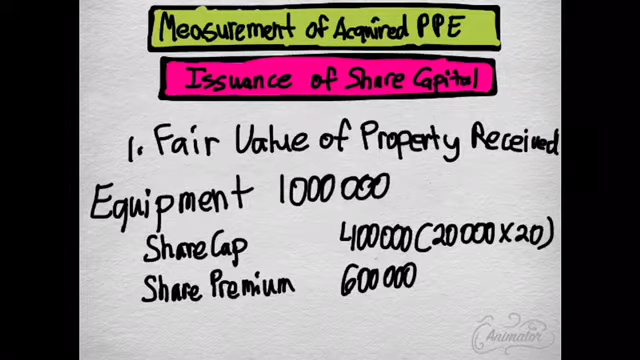 Measurement of Acquired PPE
Issuance of Share Capital
1. Fair Value of Property Received
Equipment 1000000
Share Cap 400000 (20000 x 20)
Share Premium 600000
Animator